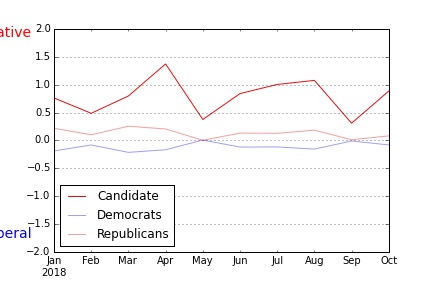 ative
2.0
1.5
1.0
0.5
0.0
−0.5
−1.0
−1.5
−2.0
beral
Candidate
Democrats
Republicans
Jan Feb Mar Apr May Jun Jul Aug Sep Oct
2018